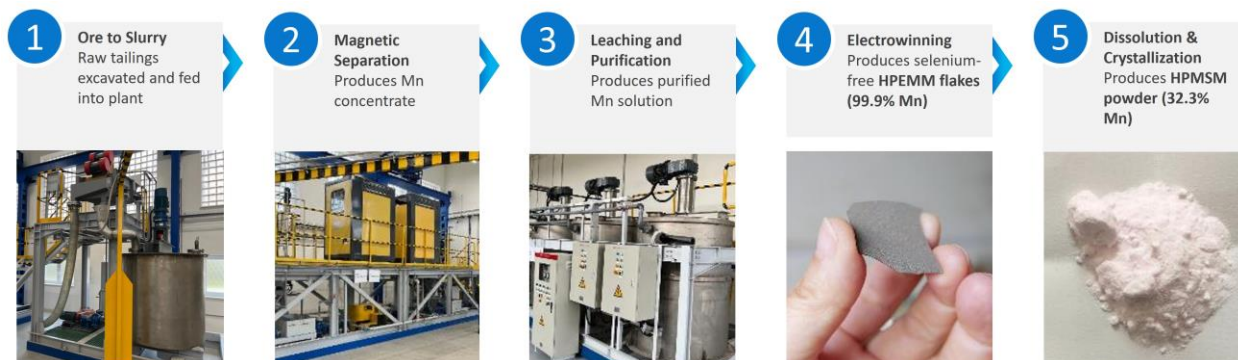 1
Ore to Slurry
Raw tailings
excavated and fed
into plant
2
Magnetic
Separation
Produces Mn
concentrate
3
Leaching and
Purification
Produces purified
Mn solution
4
Electrowinning
Produces selenium-
free HPEMM flakes
(99.9% Mn)
5
Dissolution &
Crystallization
Produces HPMSM
powder (32.3%
Mn)